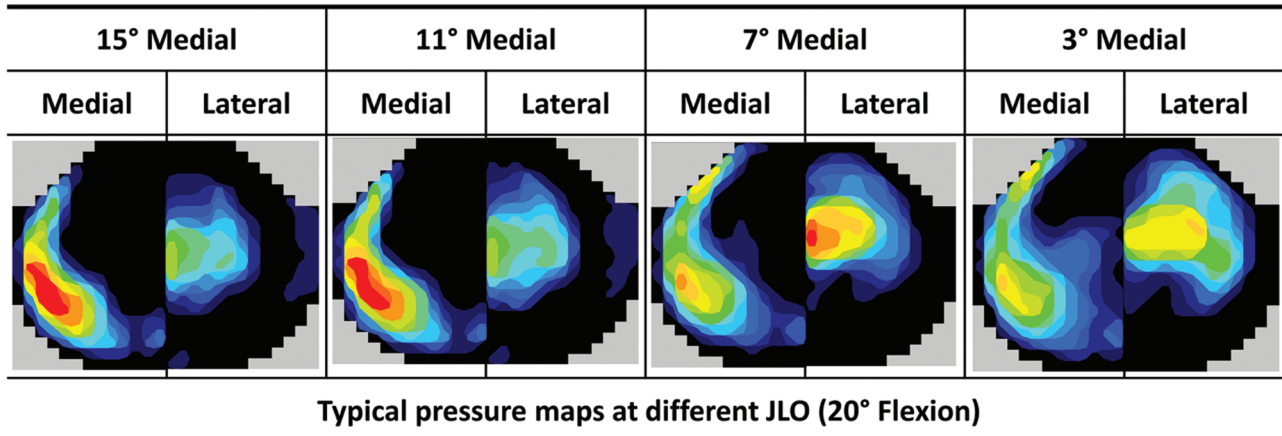 15° Medial 11° Medial 7° Medial 3° Medial
Medial Lateral Medial Lateral Medial Lateral Medial Lateral
Typical pressure maps at different JLO (20° Flexion)